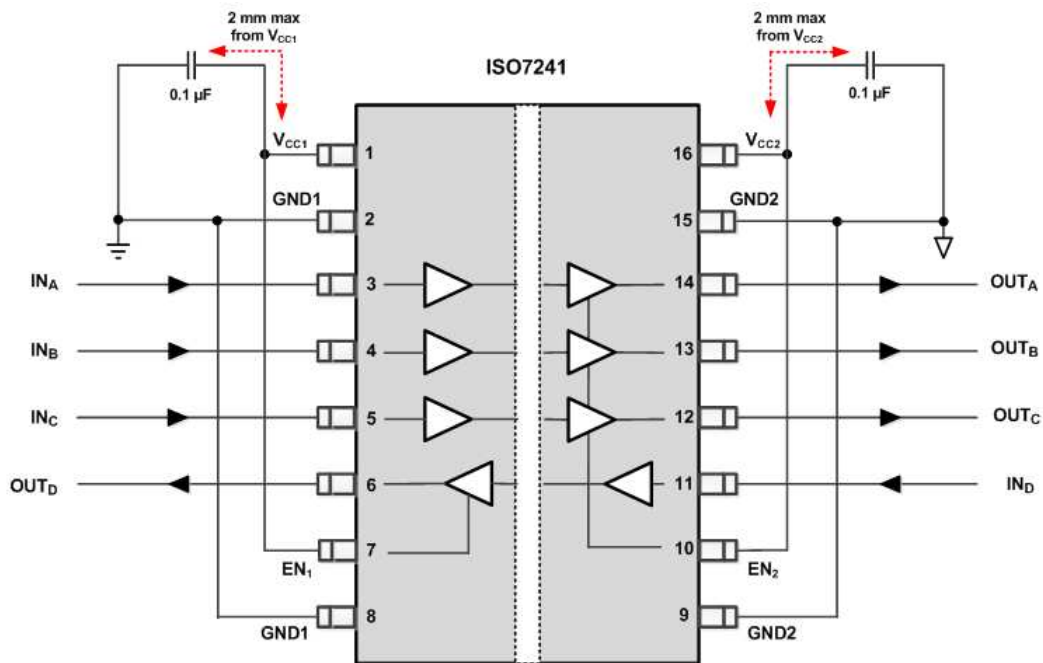 2 mm max
from VCC1
2 mm max
from VCC2
ISO7241
0.1 µF
0.1 µF
VCC1
1
16
VCC2
GND1
2
15
GND2
INA
3
14
OUTA
INB
4
13
OUTB
INC
5
12
OUTC
OUTD
6
11
IND
7
10
EN1
EN2
8
9
GND1
GND2